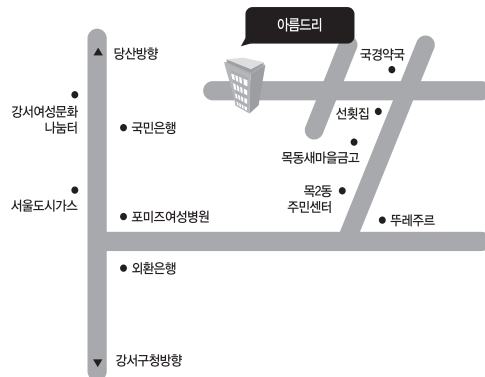 아름드리
당산방향
국경약국
강서여성문화
나눔터
국민은행
선횟집
목동새마을금고
서울도시가스
포미즈여성병원
목2동
주민센터
뚜레주르
외환은행
강서구청방향